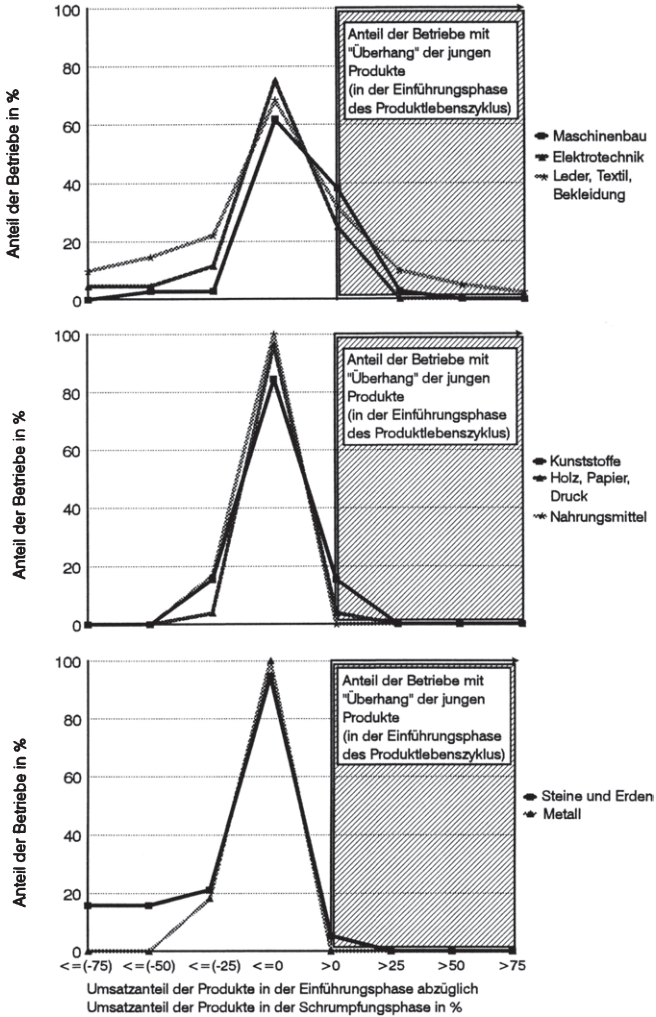 100
80
60
40
20
0
Anteil der Betriebe in %
Anteil der Betriebe mit
"Überhang" der jungen
Produkte
(in der Einführungsphase
des Produktlebenszyklus)
Maschinenbau
Elektrotechnik
Leder, Textil,
Bekleidung
100
80
60
40
20
0
Anteil der Betriebe in %
Anteil der Betriebe mit
"Überhang" der jungen
Produkte
(in der Einführungsphase
des Produktlebenszyklus)
Kunststoffe
Holz, Papier,
Druck
Nahrungsmittel
100
80
60
40
20
0
Anteil der Betriebe in %
Anteil der Betriebe mit
"Überhang" der jungen
Produkte
(in der Einführungsphase
des Produktlebenszyklus)
Steine und Erden
Metall
<=(-75) <=(-50) <=(-25) <=0 >0 >25 >50 >75
Umsatzanteil der Produkte in der Einführungsphase abzüglich
Umsatzanteil der Produkte in der Schrumpfungsphase in %